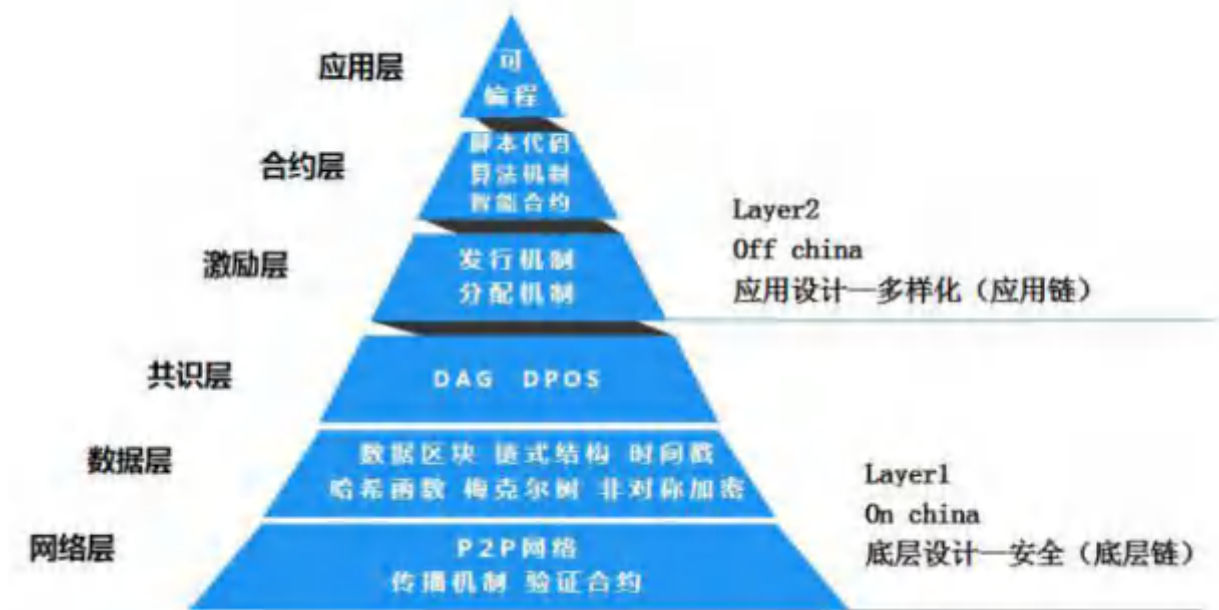 应用层
可
编程
合约层
脚本代码
算法机制
智能合约
激励层
发行机制
分配机制
Layer2
Off china
应用设计—多样化（应用链）
共识层
DAG DPOS
数据层
数据区块 链式结构 时间戳
哈希函数 梅克尔树 非对称加密
网络层
P2P网络
传播机制 验证合约
Layer1
On china
底层设计—安全（底层链）